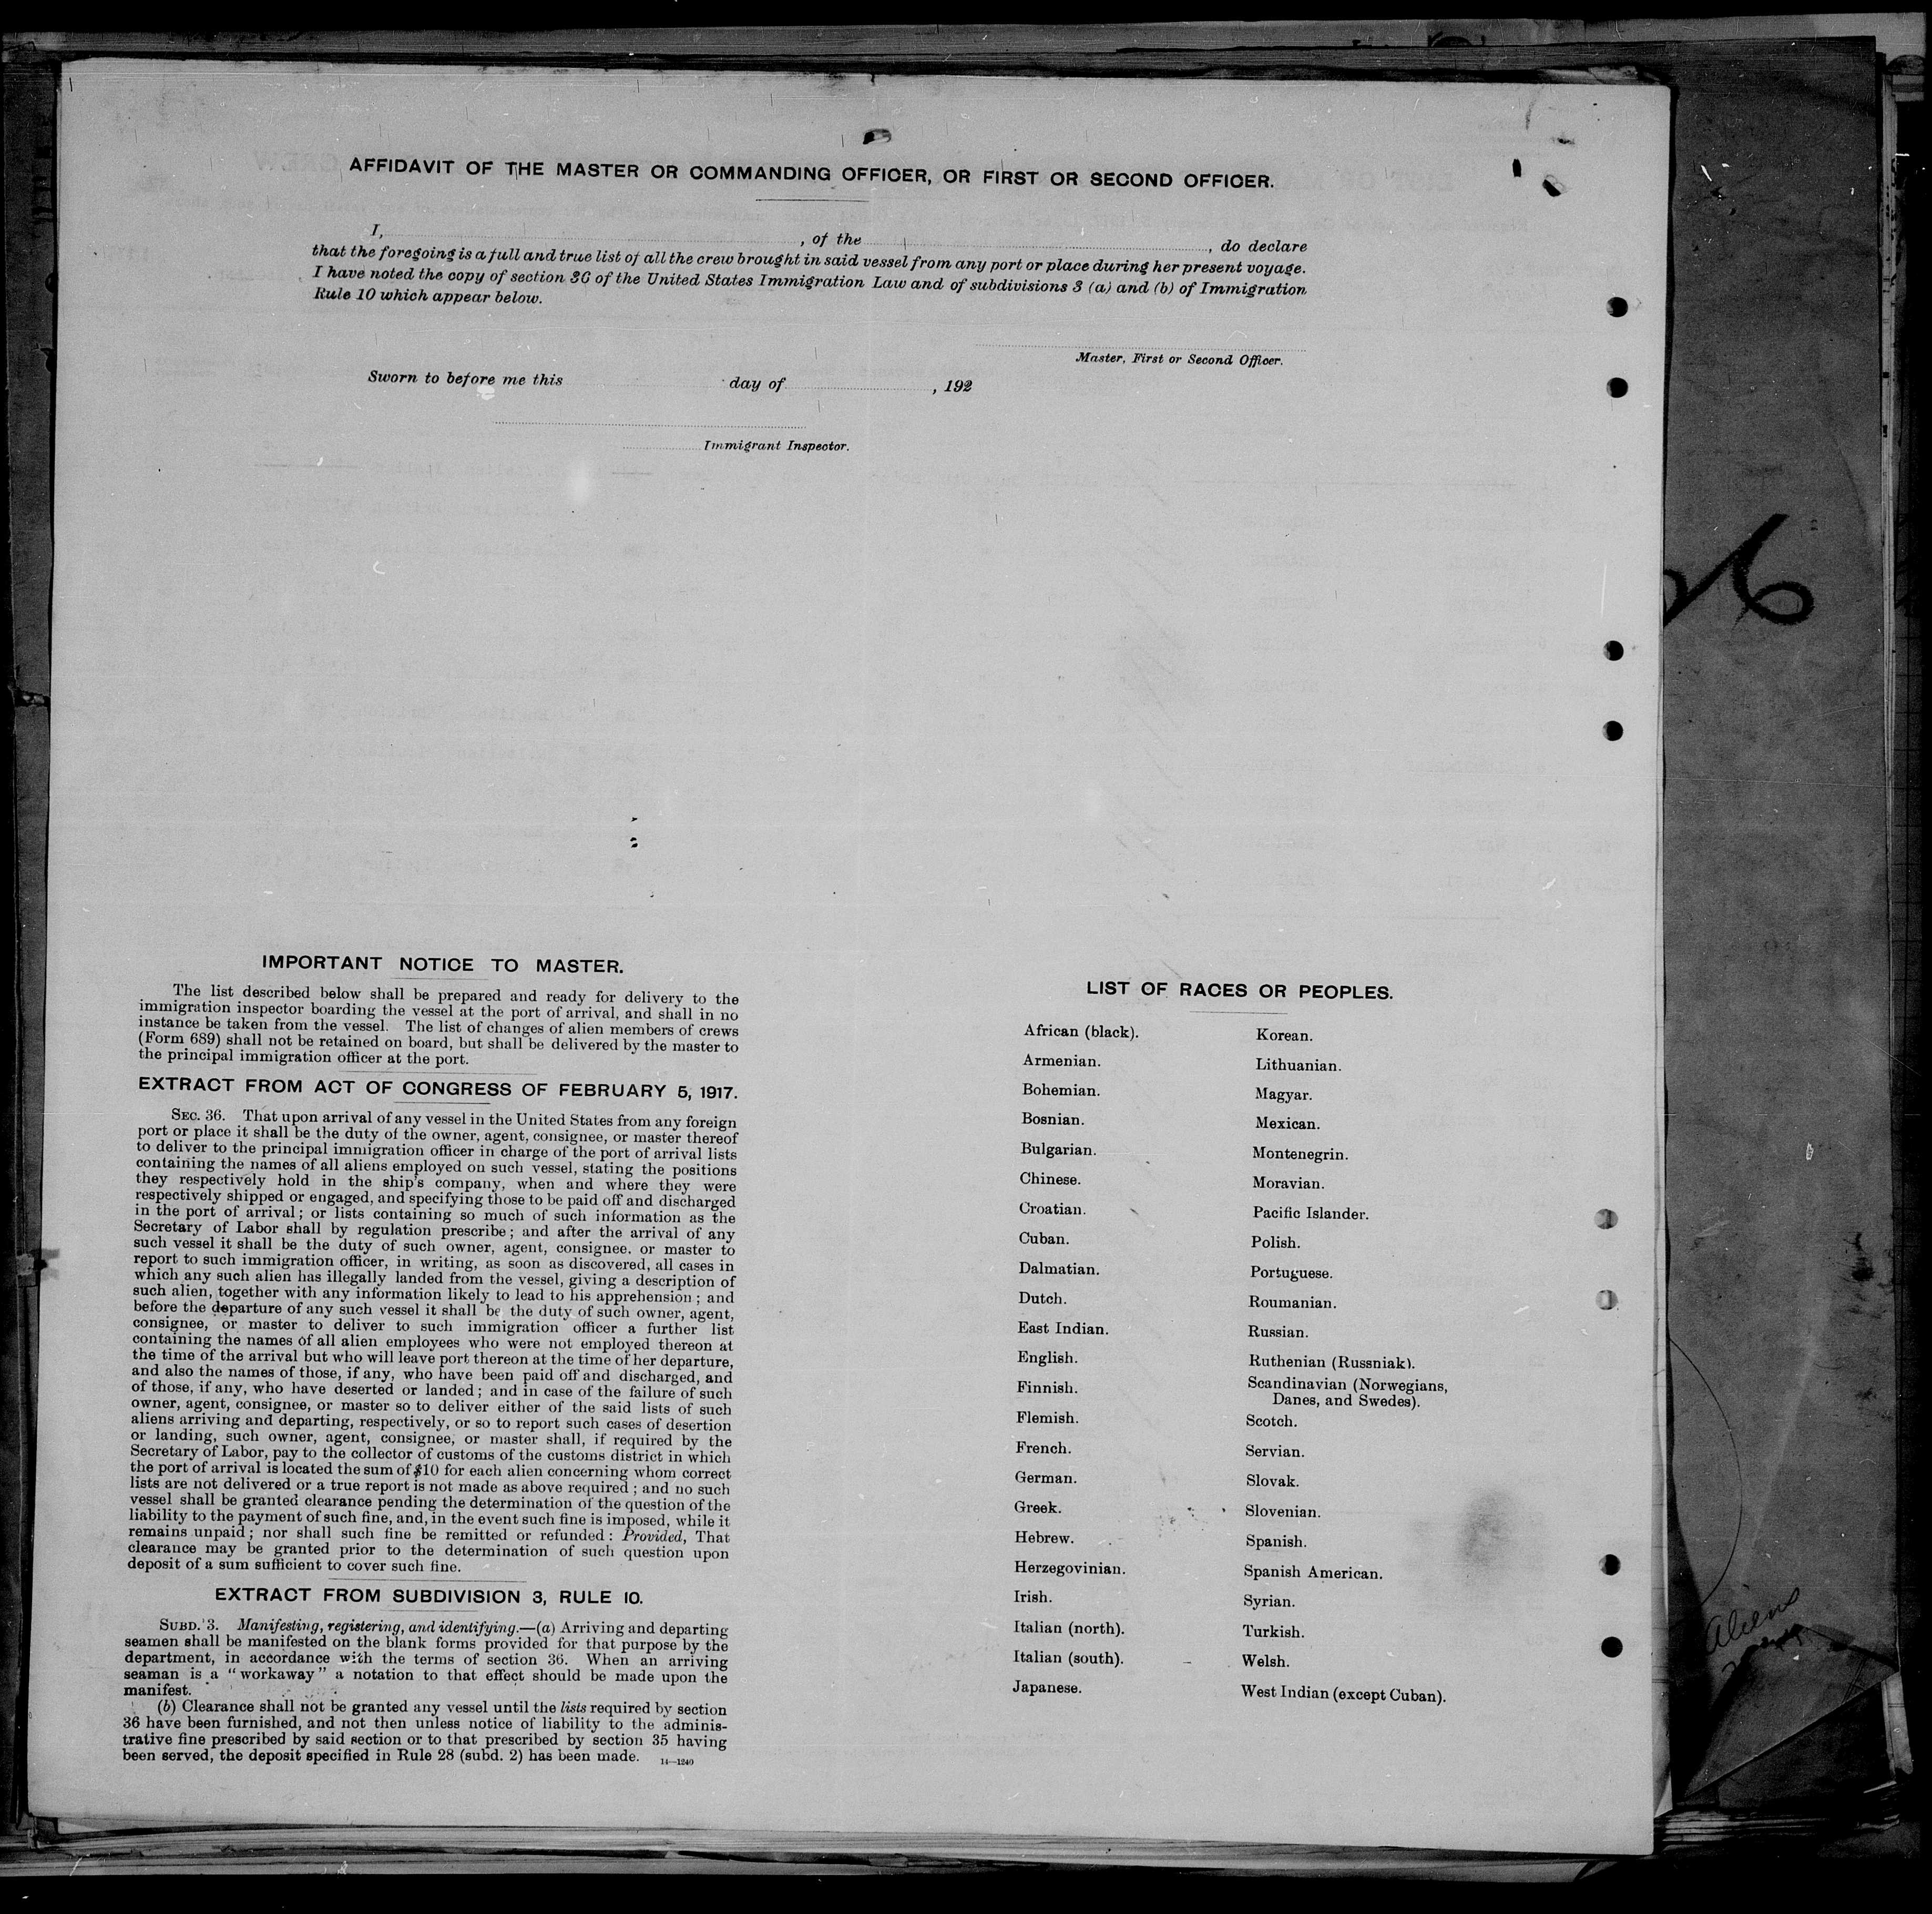 AFFIDAVIT OF THE MASTER OR COMMANDING OFFICER, OR FIRST OR SECOND OFFICER.
I, , of the , do declare
that the foregoing is a full and true list of all the crew brought in said vessel from any port or place during her present voyage.
I have noted the copy of section 36 of the United States Immigration Law and of subdivisions 3 (a) and (b) of Immigration
Rule 10 which appear below.
Master, First or Second Officer.
Sworn to before me this day of , 192
Immigrant Inspector.
26
IMPORTANT NOTICE TO MASTER.
The list described below shall be prepared and ready for delivery to the
immigration inspector boarding the vessel at the port of arrival, and shall in no
instance be taken from the vessel. The list of changes of alien members of crews
(Form 689) shall not be retained on board, but shall be delivered by the master to
the principal immigration officer at the port.
EXTRACT FROM ACT OF CONGRESS OF FEBRUARY 5, 1917.
SEC. 36. That upon arrival of any vessel in the United States from any foreign
port or place it shall be the duty of the owner, agent, consignee, or master thereof
to deliver to the principal immigration officer in charge of the port of arrival lists
containing the names of all aliens employed on such vessel, stating the positions
they respectively hold in the ship's company, when and where they were
respectively shipped or engaged, and specifying those to be paid off and discharged
in the port of arrival; or lists containing so much of such information as the
Secretary of Labor shall by regulation prescribe; and after the arrival of any
such vessel it shall be the duty of such owner, agent, consignee. or master to
report to such immigration officer, in writing, as soon as discovered, all cases in
which any such alien has illegally landed from the vessel, giving a description of
such alien, together with any information likely to lead to his apprehension; and
before the departure of any such vessel it shall be the duty of such owner, agent,
consignee, or master to deliver to such immigration officer a further list
containing the names of all alien employees who were not employed thereon at
the time of the arrival but who will leave port thereon at the time of her departure,
and also the names of those, if any, who have been paid off and discharged, and
of those, if any, who have deserted or landed; and in case of the failure of such
owner, agent, consignee, or master so to deliver either of the said lists of such
aliens arriving and departing, respectively, or so to report such cases of desertion
or landing, such owner, agent, consignee, or master shall, if required by the
Secretary of Labor, pay to the collector of customs of the customs district in which
the port of arrival is located the sum of $10 for each alien concerning whom correct
lists are not delivered or a true report is not made as above required; and no such
vessel shall be granted clearance pending the determination of the question of the
liability to the payment of such fine, and, in the event such fine is imposed, while it
remains unpaid; nor shall such fine be remitted or refunded: Provided, That
clearance may be granted prior to the determination of such question upon
deposit of a sum sufficient to cover such fine.
EXTRACT FROM SUBDIVISION 3, RULE 10.
SUBD. 3. Manifesting, registering, and identifying.—(a) Arriving and departing
seamen shall be manifested on the blank forms provided for that purpose by the
department, in accordance with the terms of section 36. When an arriving
seaman is a "workaway" a notation to that effect should be made upon the
manifest.
(b) Clearance shall not be granted any vessel until the lists required by section
36 have been furnished, and not then unless notice of liability to the adminis-
trative fine prescribed by said section or to that prescribed by section 35 having
been served, the deposit specified in Rule 28 (subd. 2) has been made. 14—1240
LIST OF RACES OR PEOPLES.
African (black).
Armenian.
Bohemian.
Bosnian.
Bulgarian.
Chinese.
Croatian.
Cuban.
Dalmatian.
Dutch.
East Indian.
English.
Finnish.
Flemish.
French.
German.
Greek.
Hebrew.
Herzegovinian.
Irish.
Italian (north).
Italian (south).
Japanese.
Korean.
Lithuanian.
Magyar.
Mexican.
Montenegrin.
Moravian.
Pacific Islander.
Polish.
Portuguese.
Roumanian.
Russian.
Ruthenian (Russniak).
Scandinavian (Norwegians,
Danes, and Swedes).
Scotch.
Servian.
Slovak.
Slovenian.
Spanish.
Spanish American.
Syrian.
Turkish.
Welsh.
West Indian (except Cuban).
Aliens